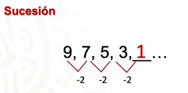 Sucesión
9, 7, 5, 3, 1...
-2 -2 -2